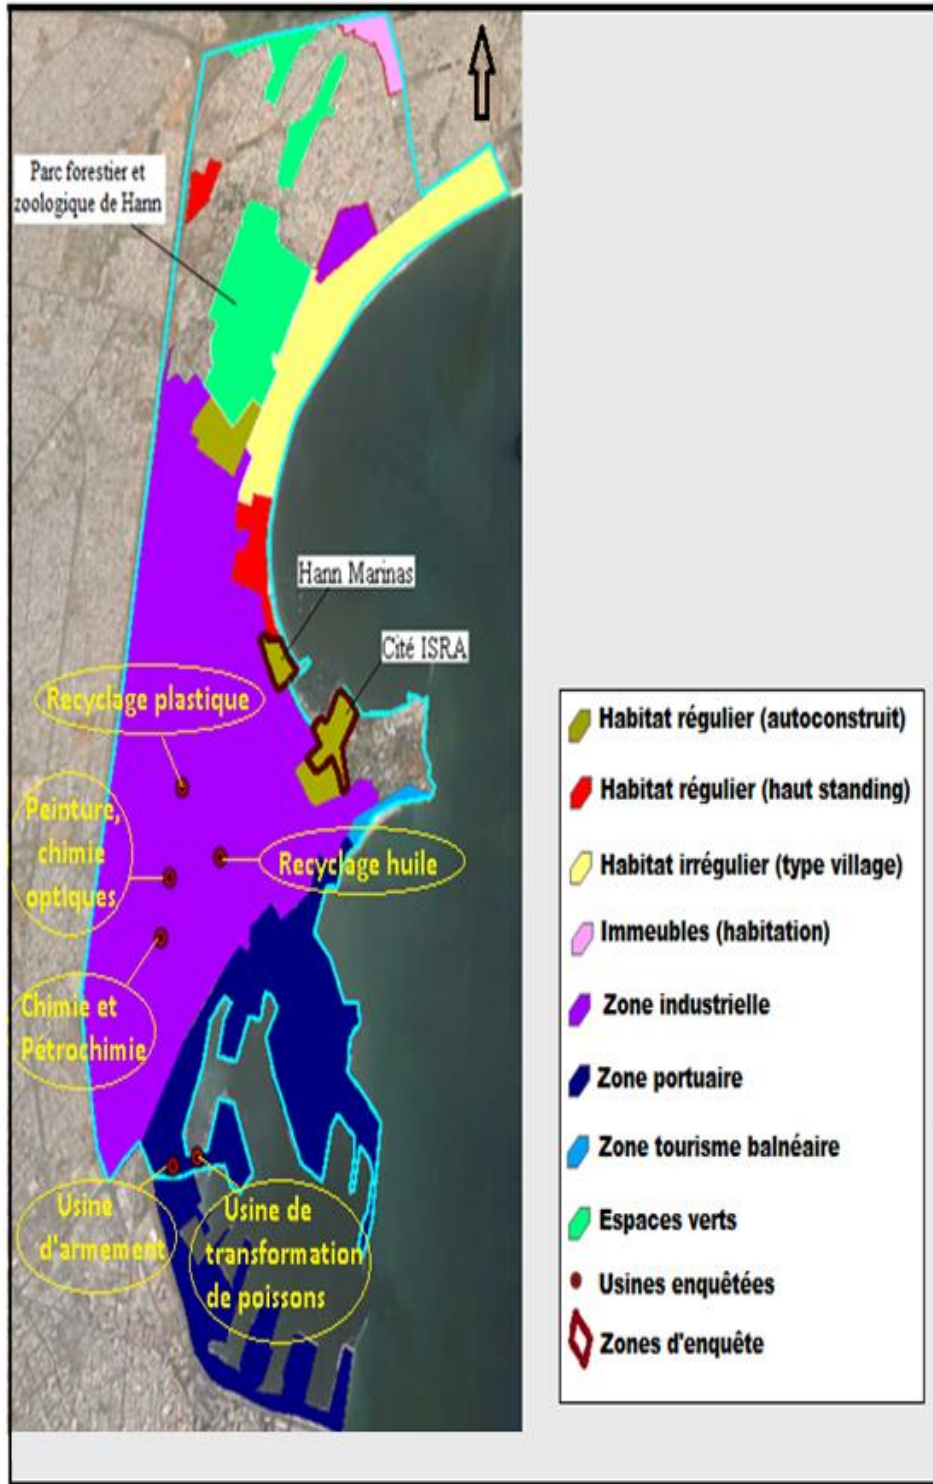 Parc forestier et
zoologique de Hann
Hann Marinas
Cité ISRA
Recyclage plastique
Peinture,
chimie
optiques
Recyclage huile
Chimie et
Pétrochimie
Usine
d'armement
Usine de
transformation
de poissons
Habitat régulier (autoconstruit)
Habitat régulier (haut standing)
Habitat irrégulier (type village)
Immeubles (habitation)
Zone industrielle
Zone portuaire
Zone tourisme balnéaire
Espaces verts
Usines enquêtées
Zones d'enquête